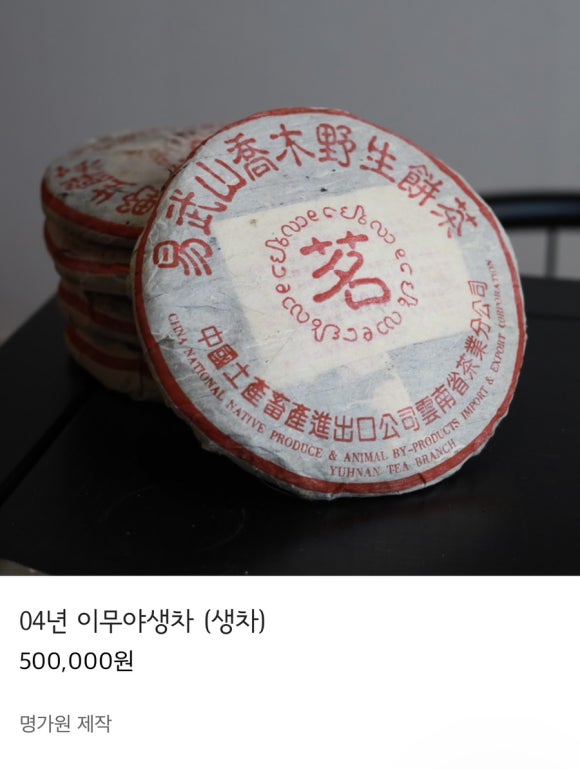 易武山喬木野生餅茶
茗
中國土產畜產進出口公司雲南省茶業分公司
CHINA NATIONAL NATIVE PRODUCE & ANIMAL BY-PRODUCTS IMPORT & EXPORT CORPORATION
YUHNAN TEA BRANCH
04년 이무야생차 (생차)
500,000원
명가원 제작